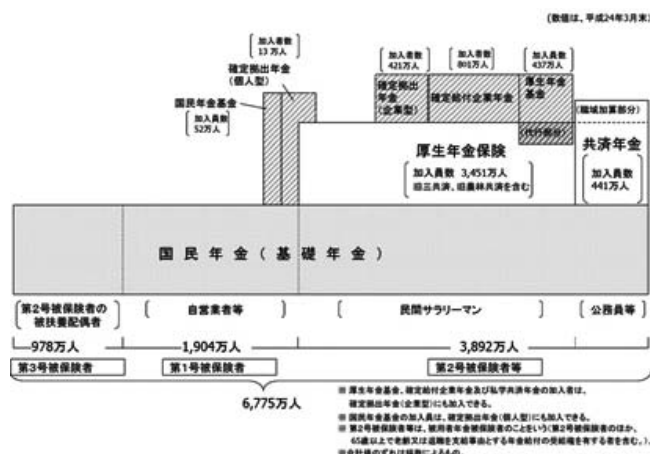 (数値は、平成24年3月末)
加入者数
13万人
確定拠出年金
(個人型)
国民年金基金
加入員数
52万人
加入者数
421万人
加入者数
801万人
加入員数
437万人
確定拠出
年金
(企業型)
確定給付企業年金
厚生年金
基金
(代行部分)
(職域加算部分)
厚生年金保険
加入員数 3,451万人
旧三共済、旧農林共済を含む
共済年金
加入員数
441万人
国民年金(基礎年金)
第2号被保険者の
被扶養配偶者
自営業者等
民間サラリーマン
公務員等
978万人
1,904万人
3,892万人
第3号被保険者
第1号被保険者
第2号被保険者等
6,775万人
※ 厚生年金基金、確定給付企業年金及び私学共済年金の加入者は、
確定拠出年金(企業型)にも加入できる。
※ 国民年金基金の加入員は、確定拠出年金(個人型)にも加入できる。
※ 第2号被保険者等は、被用者年金被保険者のことをいう(第2号被保険者のほか、
65歳以上で老齢又は退職を支給事由とする年金給付の受給権を有する者を含む。)。